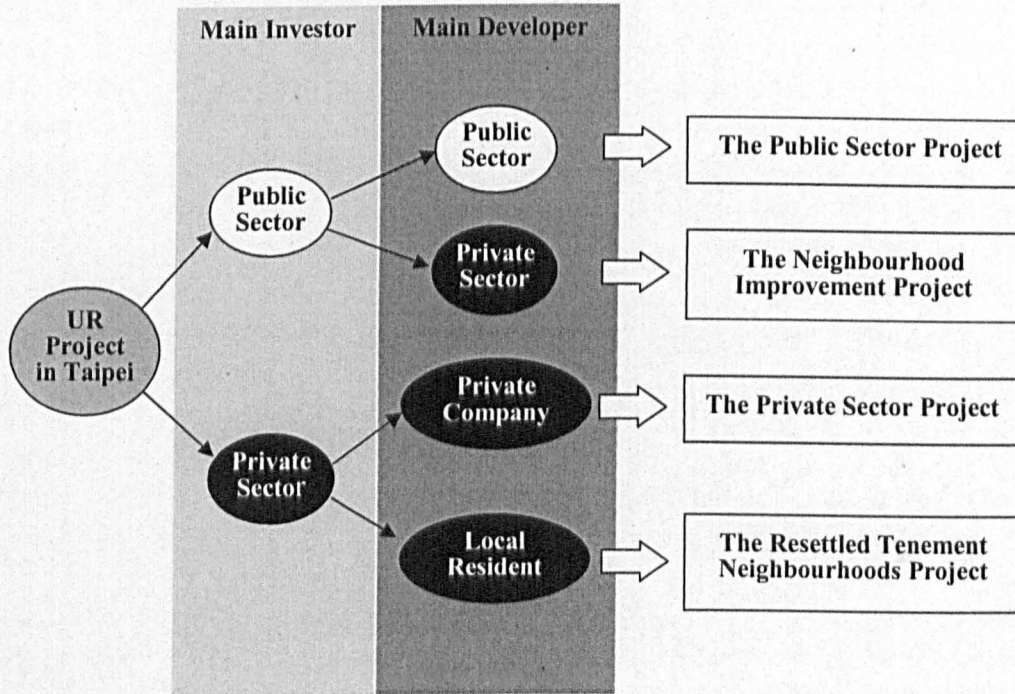 Main Investor
Main Developer
UR
Project
in Taipei
Public
Sector
Private
Sector
Public
Sector
Private
Sector
Private
Company
Local
Resident
The Public Sector Project
The Neighbourhood
Improvement Project
The Private Sector Project
The Resettled Tenement
Neighbourhoods Project